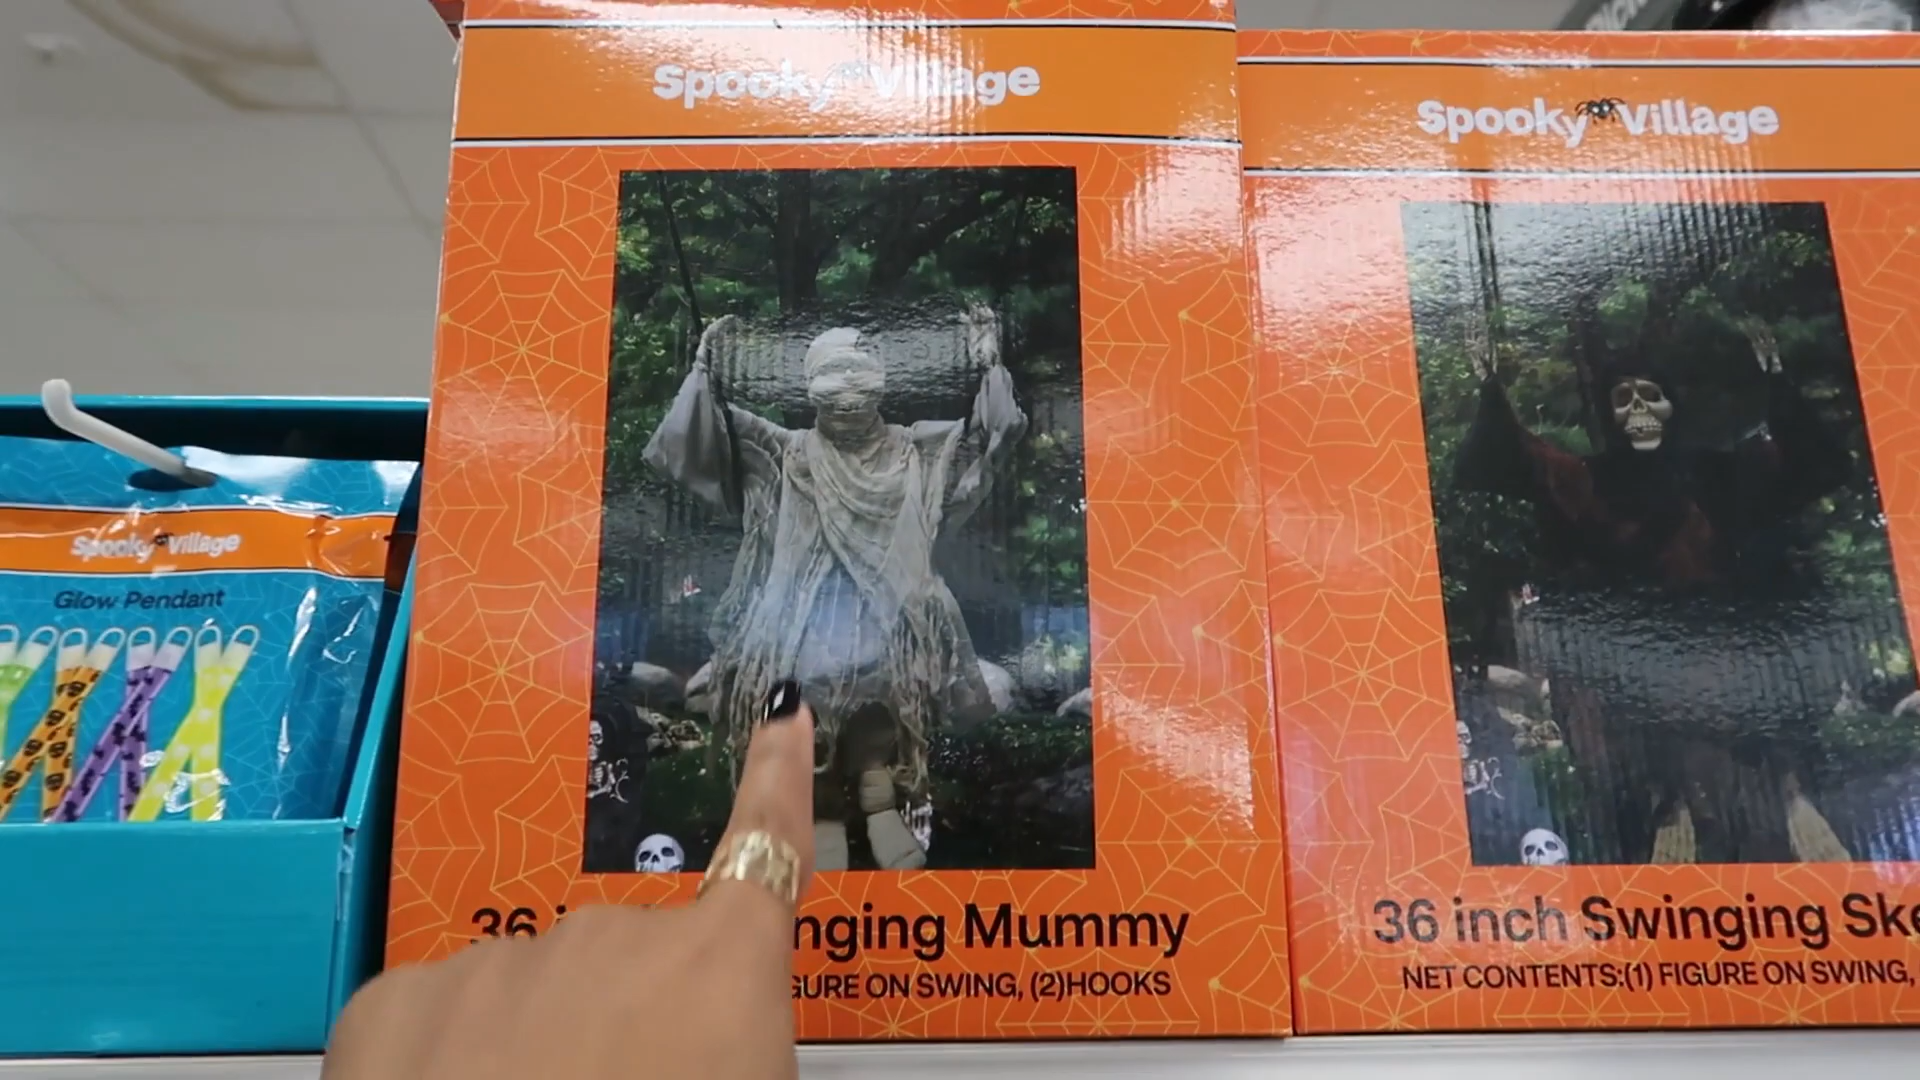 Spooky Village
36 nging Mummy
GURE ON SWING, (2)HOOKS
Spooky Village
36 inch Swinging Ske
NET CONTENTS:(1) FIGURE ON SWING,
Spooky Village
Glow Pendant